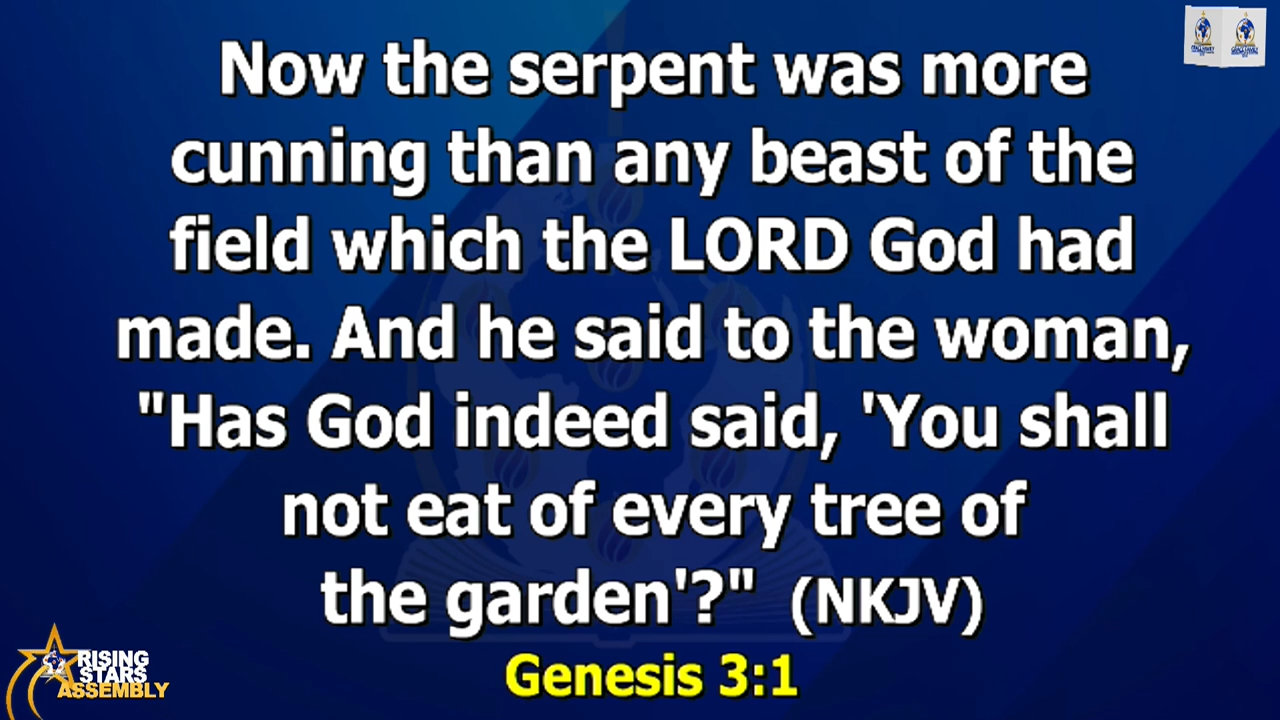 Now the serpent was more
cunning than any beast of the
field which the LORD God had
made. And he said to the woman,
"Has God indeed said, 'You shall
not eat of every tree of
the garden'?" (NKJV)
Genesis 3:1
RISING
STARS
ASSEMBLY